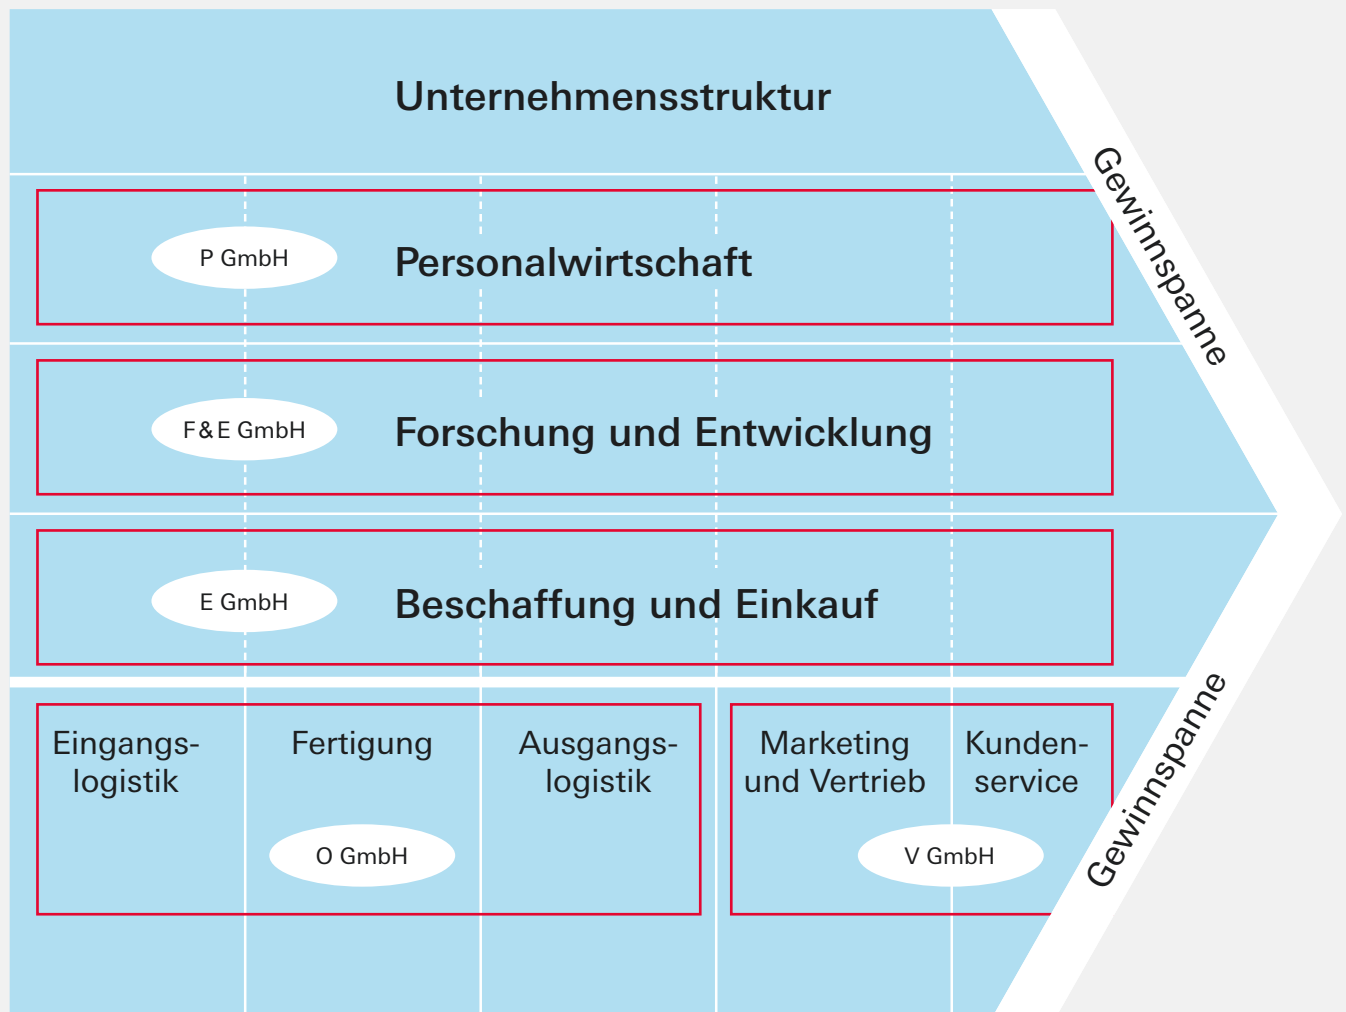 Unternehmensstruktur
Gewinnspanne
P GmbH
Personalwirtschaft
F&E GmbH
Forschung und Entwicklung
E GmbH
Beschaffung und Einkauf
Eingangs-
logistik
Fertigung
Ausgangs-
logistik
Marketing
und Vertrieb
Kunden-
service
O GmbH
V GmbH
Gewinnspanne